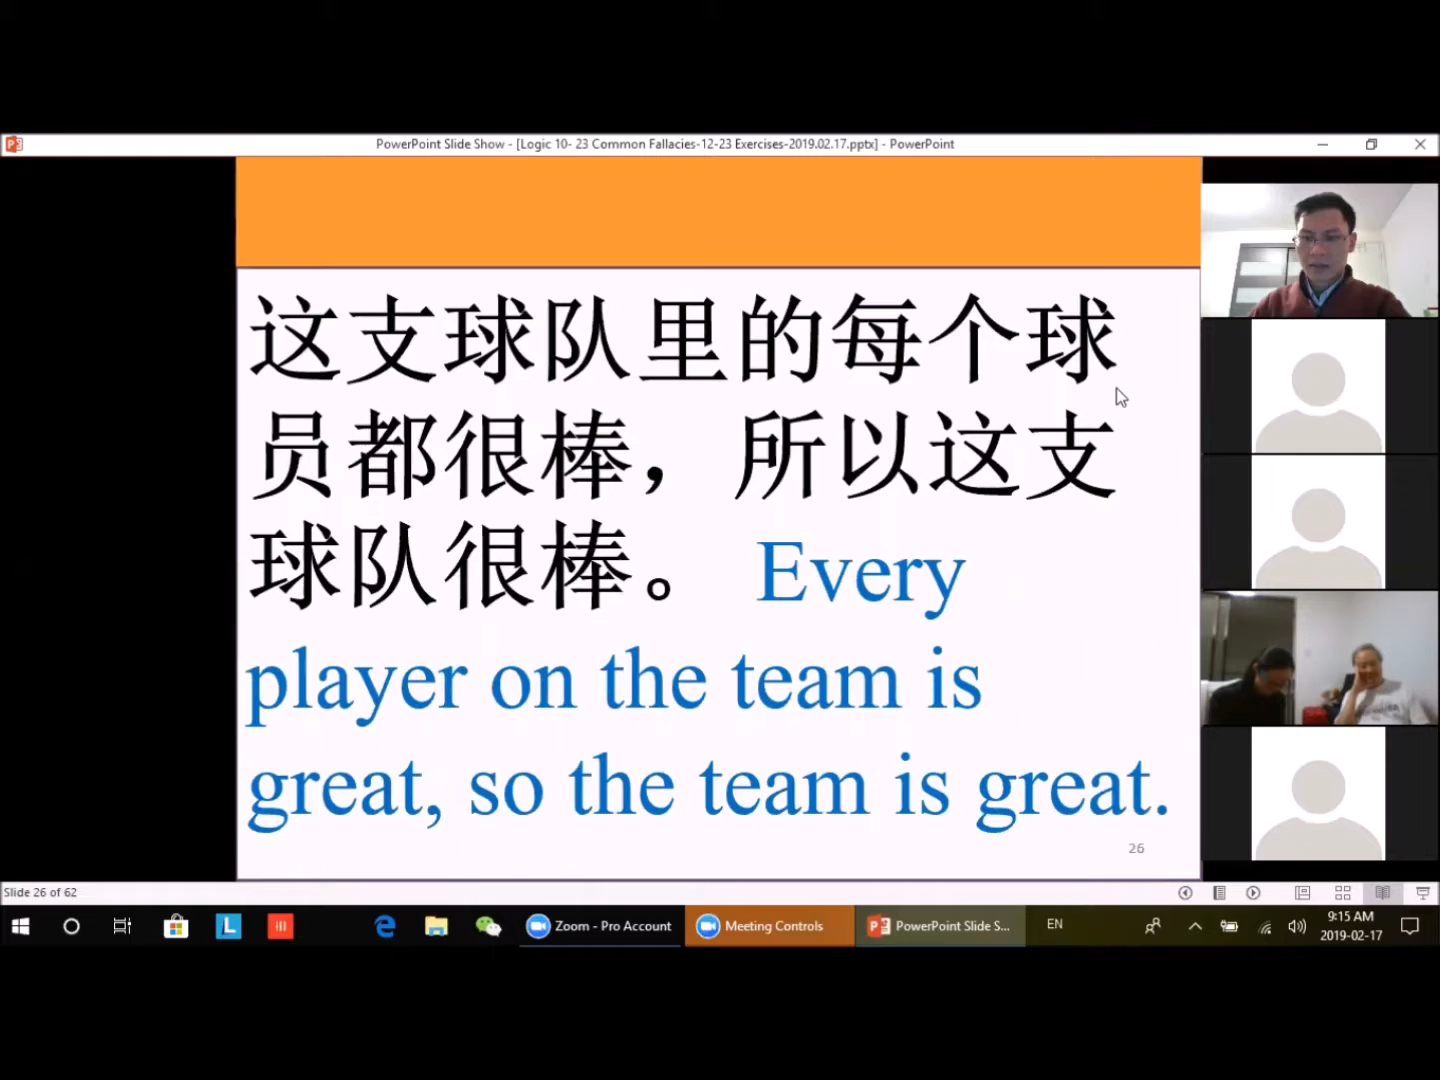 PowerPoint Slide Show - [Logic 10- 23 Common Fallacies-12-23 Exercises-2019.02.17.pptx] - PowerPoint
这支球队里的每个球
员都很棒，所以这支
球队很棒。 Every
player on the team is
great, so the team is great.
26
Slide 26 of 62
Zoom - Pro Account
Meeting Controls
PowerPoint Slide S...
EN
9:15 AM
2019-02-17